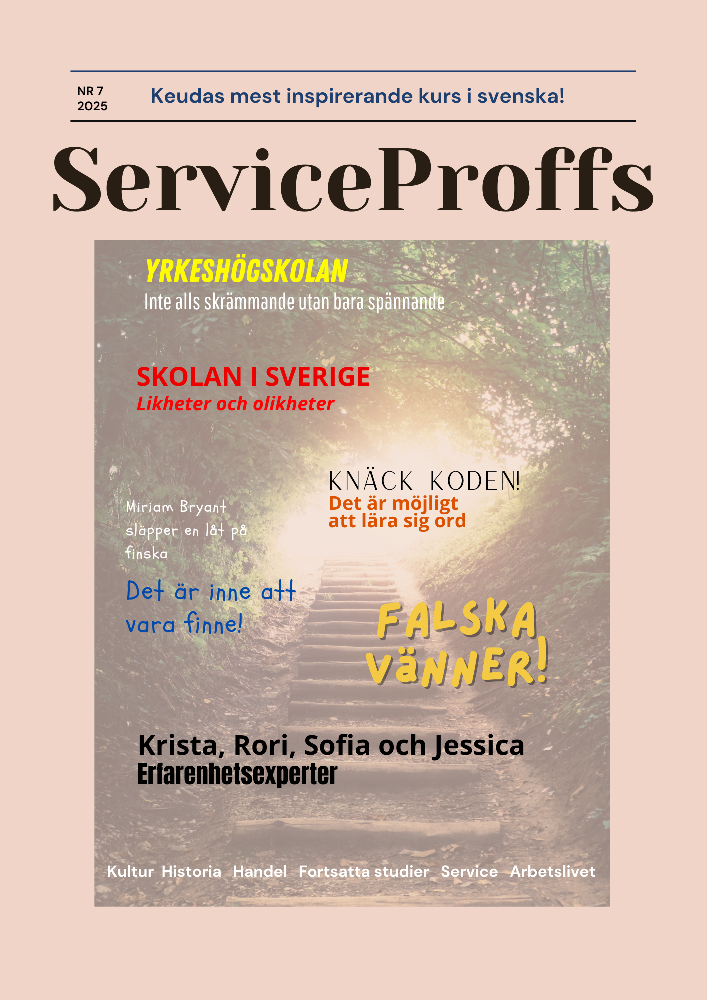 NR 7
2025
Keudas mest inspirerande kurs i svenska!
ServiceProffs
YRKESHÖGSKOLAN
Inte alls skrämmande utan bara spännande
SKOLAN I SVERIGE
Likheter och olikheter
KNÄCK KODEN!
Det är möjligt
att lära sig ord
Miriam Bryant
släpper en låt på
finska
Det är inne att
vara finne!
FALSKA
VÄNNER!
Krista, Rori, Sofia och Jessica
Erfarenhetsexperter
Kultur Historia Handel Fortsatta studier Service Arbetslivet